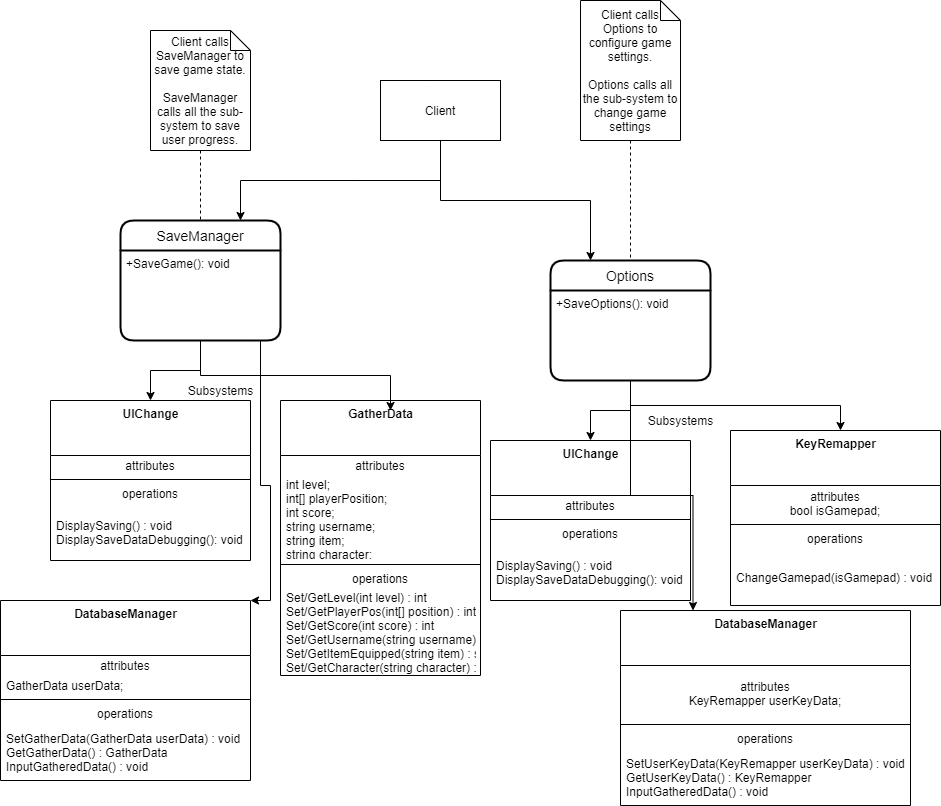 Client calls
SaveManager to
save game state.
SaveManager
calls all the sub-
system to save
user progress.
Client
Client calls
Options to
configure game
settings.
Options calls all
the sub-system to
change game
settings
SaveManager
+SaveGame(): void
Options
+SaveOptions(): void
Subsystems
UIChange
attributes
operations
DisplaySaving() : void
DisplaySaveDataDebugging(): void
GatherData
attributes
int level;
int[] playerPosition;
int score;
string username;
string item;
string character;
operations
Set/GetLevel(int level) : int
Set/GetPlayerPos(int[] position) : int
Set/GetScore(int score) : int
Set/GetUsername(string username)
Set/GetItemEquipped(string item) : s
Set/GetCharacter(string character) :
DatabaseManager
attributes
GatherData userData;
operations
SetGatherData(GatherData userData) : void
GetGatherData() : GatherData
InputGatheredData() : void
Subsystems
UIChange
attributes
operations
DisplaySaving() : void
DisplaySaveDataDebugging(): void
KeyRemapper
attributes
bool isGamepad;
operations
ChangeGamepad(isGamepad) : void
DatabaseManager
attributes
KeyRemapper userKeyData;
operations
SetUserKeyData(KeyRemapper userKeyData) : void
GetUserKeyData() : KeyRemapper
InputGatheredData() : void